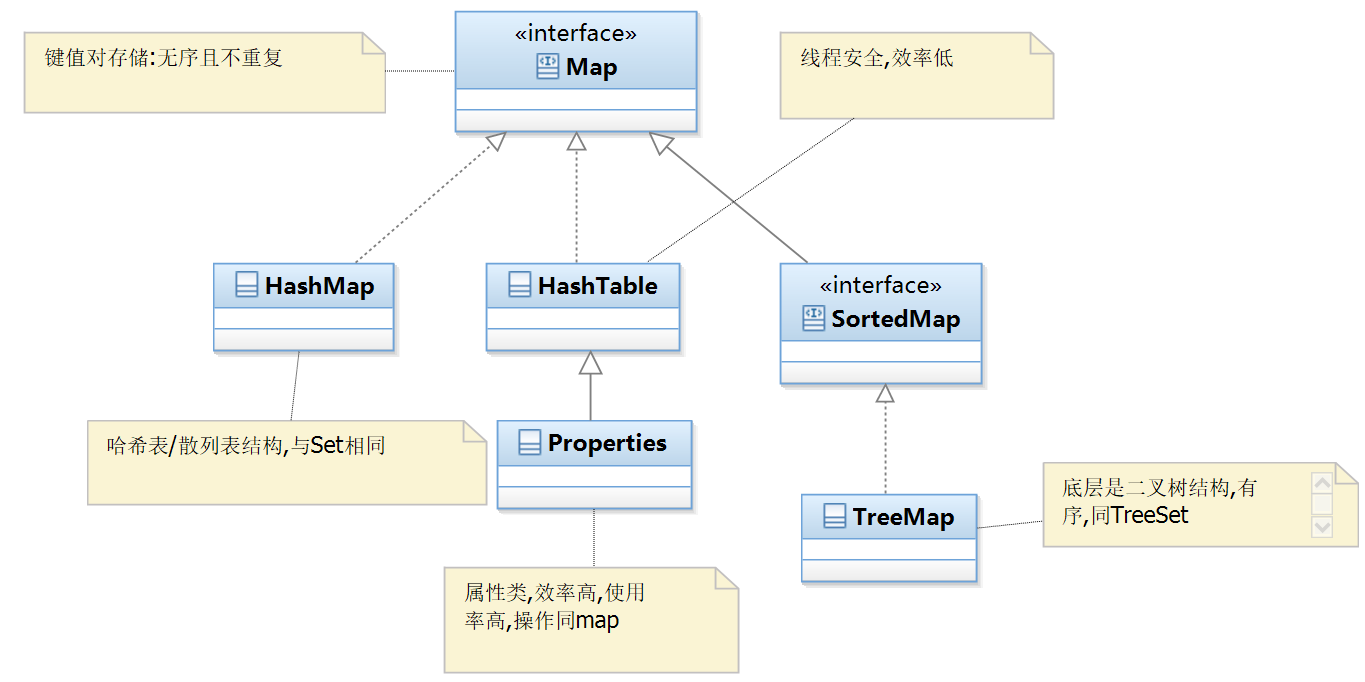 «interface»
Map
键值对存储:无序且不重复
线程安全,效率低
HashMap
HashTable
«interface»
SortedMap
哈希表/散列表结构,与Set相同
Properties
TreeMap
底层是二叉树结构,有
序,同TreeSet
属性类,效率高,使用
率高,操作同map